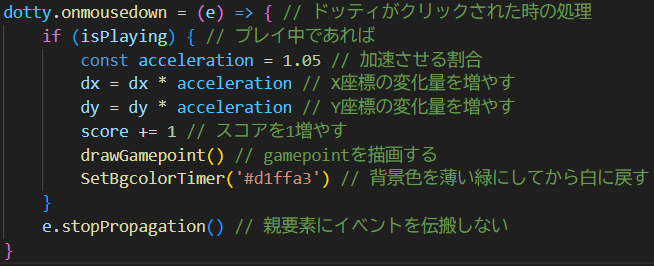 dotty.onmousedown = (e) => { // ドッティがクリックされた時の処理
    if (isPlaying) { // プレイ中であれば
        const acceleration = 1.05 // 加速させる割合
        dx = dx * acceleration // X座標の変化量を増やす
        dy = dy * acceleration // Y座標の変化量を増やす
        score += 1 // スコアを1増やす
        drawGamepoint() // gamepointを描画する
        SetBgcolorTimer('#d1ffa3') // 背景色を薄い緑にしてから白に戻す
    }
    e.stopPropagation() // 親要素にイベントを伝搬しない
}